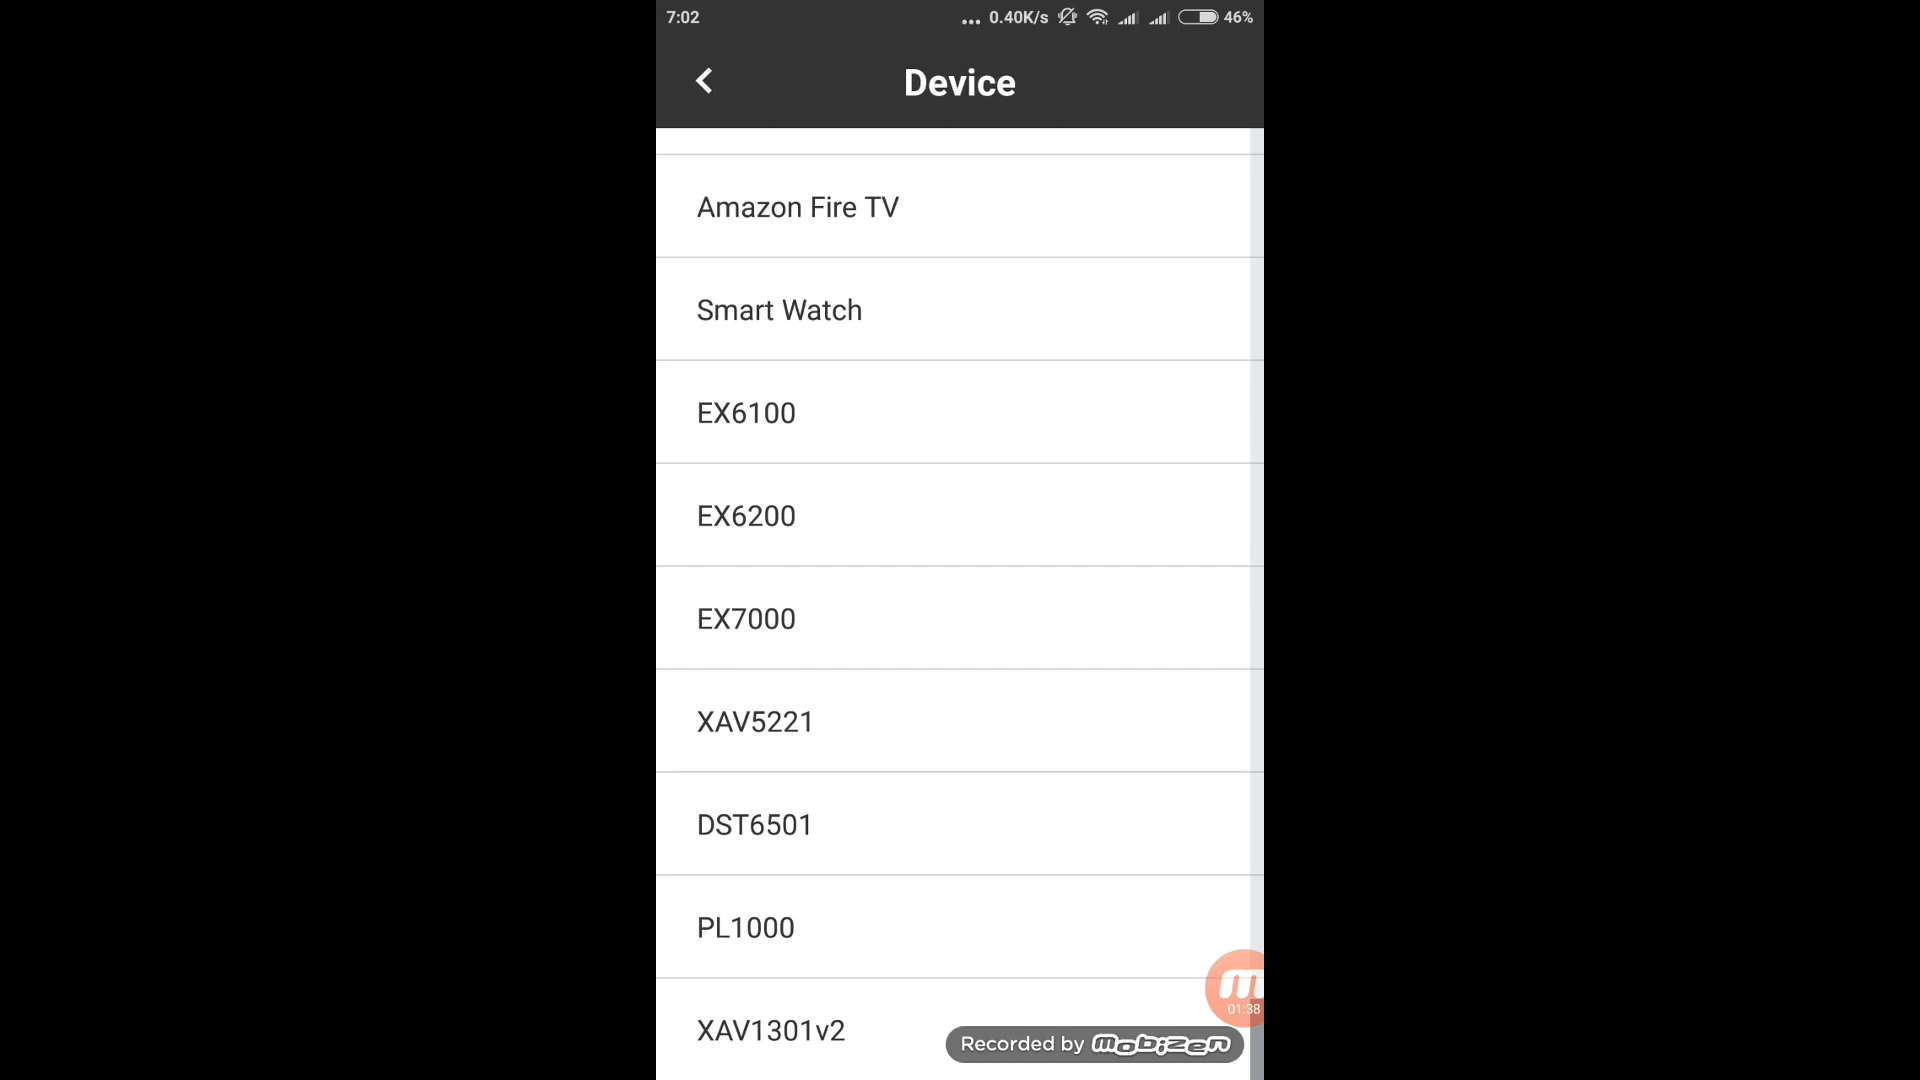 7:02 ... 0.40K/s 46%
Device
Amazon Fire TV
Smart Watch
EX6100
EX6200
EX7000
XAV5221
DST6501
PL1000
01:38
XAV1301v2
Recorded by mobizen